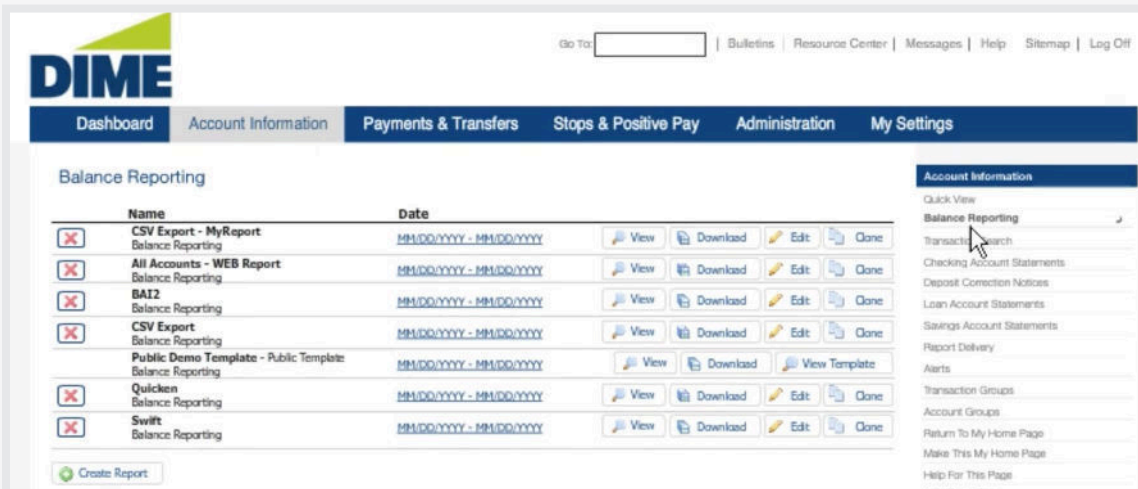 DIME
Go To: | Bulletins | Resource Center | Messages | Help Sitemap | Log Off
Dashboard Account Information Payments & Transfers Stops & Positive Pay Administration My Settings
Balance Reporting
Name Date
CSV Export - MyReport
Balance Reporting
MM/DD/YYYY - MM/DD/YYYY View Download Edit Clone
All Accounts - WEB Report
Balance Reporting
MM/DD/YYYY - MM/DD/YYYY View Download Edit Clone
BAI2
Balance Reporting
MM/DD/YYYY - MM/DD/YYYY View Download Edit Clone
CSV Export
Balance Reporting
MM/DD/YYYY - MM/DD/YYYY View Download Edit Clone
Public Demo Template - Public Template
Balance Reporting
MM/DD/YYYY - MM/DD/YYYY View Download View Template
Quicken
Balance Reporting
MM/DD/YYYY - MM/DD/YYYY View Download Edit Clone
Swift
Balance Reporting
MM/DD/YYYY - MM/DD/YYYY View Download Edit Clone
Create Report
Account Information
Quick View
Balance Reporting
Transaction Search
Checking Account Statements
Deposit Correction Notices
Loan Account Statements
Savings Account Statements
Report Delivery
Alerts
Transaction Groups
Account Groups
Return To My Home Page
Make This My Home Page
Help For This Page